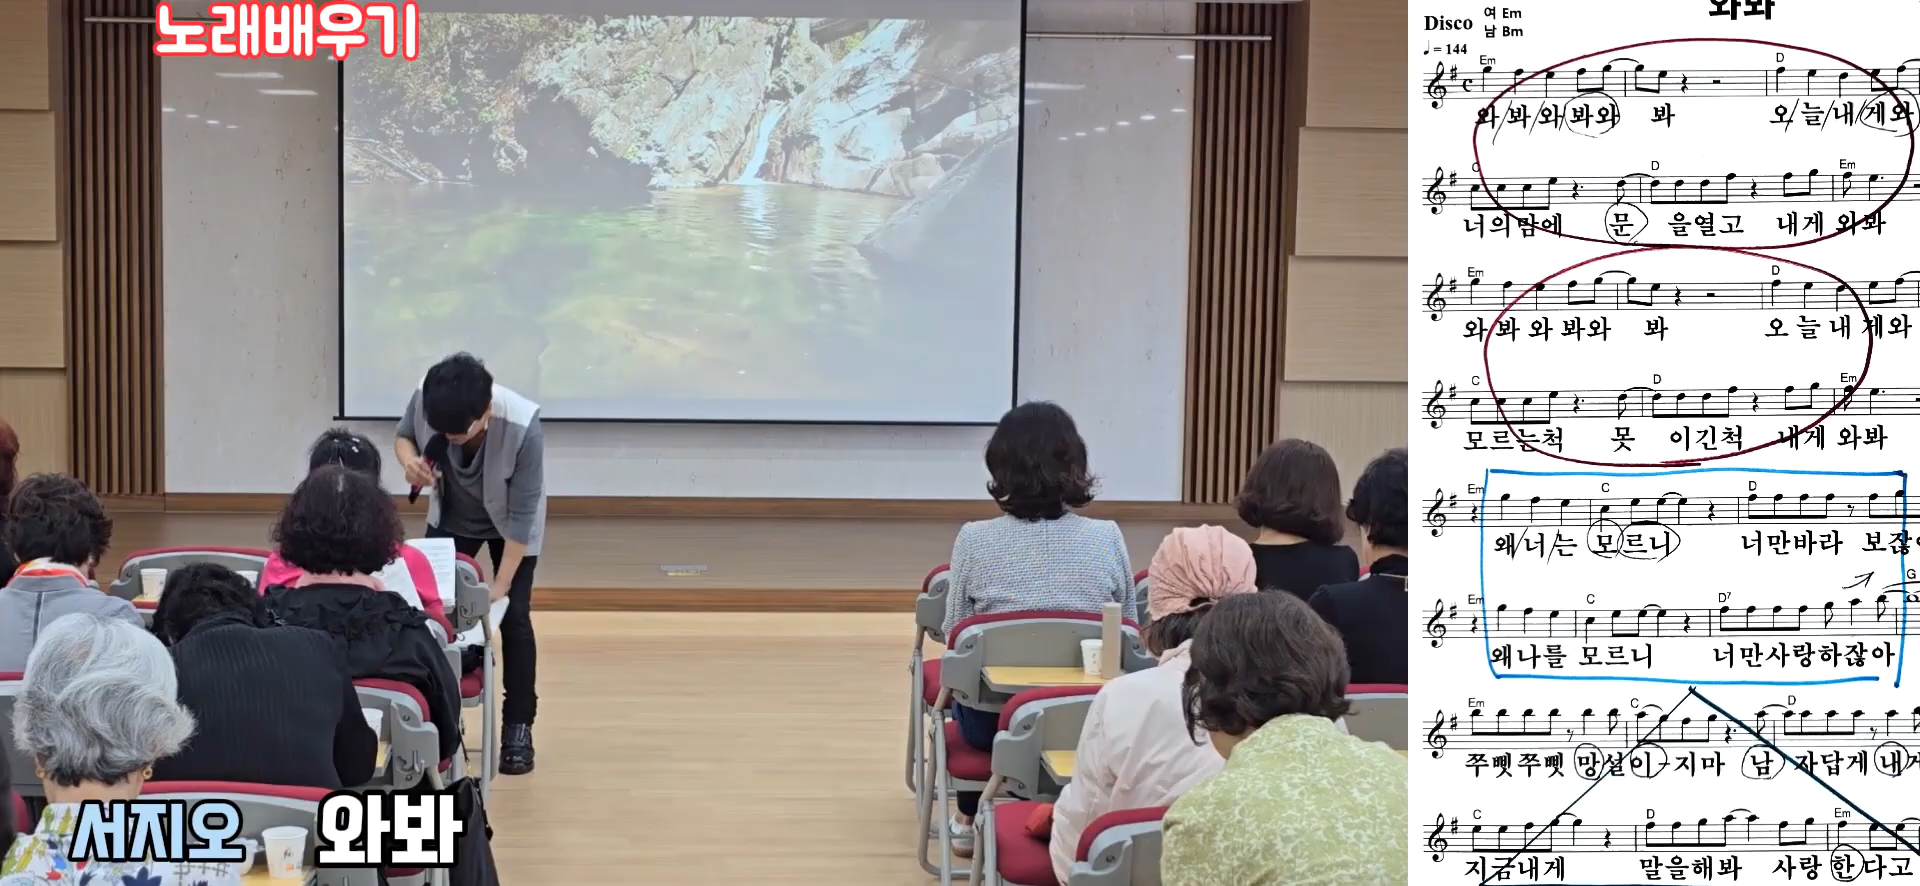 노래배우기
서지오 와봐
와봐
Disco
여 Em
남 Bm
♩= 144
Em D
와 봐 와 봐와 봐 오 늘 내 게와
C D Em
너의맘에 문 을열고 내게 와봐
Em D
와 봐 와 봐와 봐 오 늘 내 게와
C D Em
모르는척 못 이긴척 내게 와봐
Em C D
왜 너 는 모르니 너만바라 보잖
Em C D7 G
왜나를 모르니 너만사랑하잖아
Em C D
쭈뼛쭈뼛 망설이-지마 남 자답게 내게
C D Em
지금내게 말을해봐 사랑 한다고